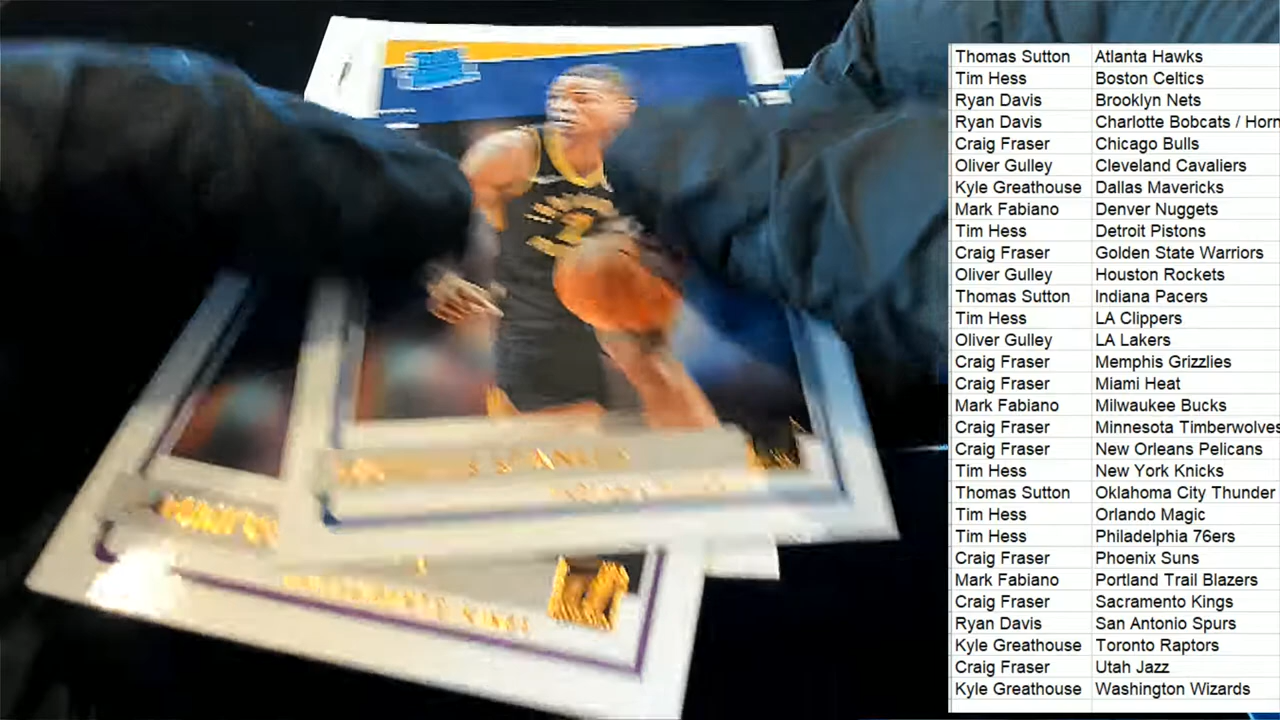 Thomas Sutton Atlanta Hawks
Tim Hess Boston Celtics
Ryan Davis Brooklyn Nets
Ryan Davis Charlotte Bobcats / Horn
Craig Fraser Chicago Bulls
Oliver Gulley Cleveland Cavaliers
Kyle Greathouse Dallas Mavericks
Mark Fabiano Denver Nuggets
Tim Hess Detroit Pistons
Craig Fraser Golden State Warriors
Oliver Gulley Houston Rockets
Thomas Sutton Indiana Pacers
Tim Hess LA Clippers
Oliver Gulley LA Lakers
Craig Fraser Memphis Grizzlies
Craig Fraser Miami Heat
Mark Fabiano Milwaukee Bucks
Craig Fraser Minnesota Timberwolves
Craig Fraser New Orleans Pelicans
Tim Hess New York Knicks
Thomas Sutton Oklahoma City Thunder
Tim Hess Orlando Magic
Tim Hess Philadelphia 76ers
Craig Fraser Phoenix Suns
Mark Fabiano Portland Trail Blazers
Craig Fraser Sacramento Kings
Ryan Davis San Antonio Spurs
Kyle Greathouse Toronto Raptors
Craig Fraser Utah Jazz
Kyle Greathouse Washington Wizards